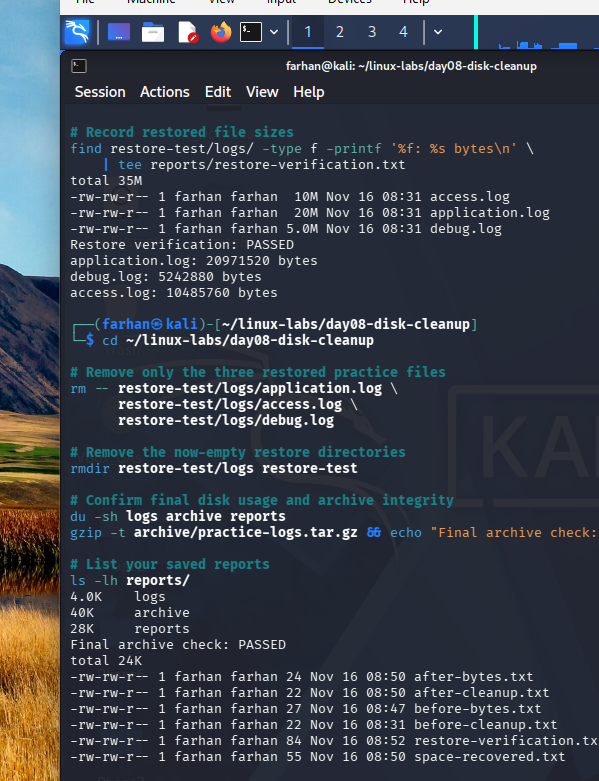 File Machine View Input Devices Help
1 2 3 4
farhan@kali: ~/linux-labs/day08-disk-cleanup
Session Actions Edit View Help
# Record restored file sizes
find restore-test/logs/ -type f -printf '%f: %s bytes\n' \
    | tee reports/restore-verification.txt
total 35M
-rw-rw-r-- 1 farhan farhan  10M Nov 16 08:31 access.log
-rw-rw-r-- 1 farhan farhan  20M Nov 16 08:31 application.log
-rw-rw-r-- 1 farhan farhan 5.0M Nov 16 08:31 debug.log
Restore verification: PASSED
application.log: 20971520 bytes
debug.log: 5242880 bytes
access.log: 10485760 bytes
┌──(farhan㉿kali)-[~/linux-labs/day08-disk-cleanup]
└─$ cd ~/linux-labs/day08-disk-cleanup
# Remove only the three restored practice files
rm -- restore-test/logs/application.log \
      restore-test/logs/access.log \
      restore-test/logs/debug.log
# Remove the now-empty restore directories
rmdir restore-test/logs restore-test
# Confirm final disk usage and archive integrity
du -sh logs archive reports
gzip -t archive/practice-logs.tar.gz && echo "Final archive check:
# List your saved reports
ls -lh reports/
4.0K    logs
40K     archive
28K     reports
Final archive check: PASSED
total 24K
-rw-rw-r-- 1 farhan farhan 24 Nov 16 08:50 after-bytes.txt
-rw-rw-r-- 1 farhan farhan 22 Nov 16 08:50 after-cleanup.txt
-rw-rw-r-- 1 farhan farhan 27 Nov 16 08:47 before-bytes.txt
-rw-rw-r-- 1 farhan farhan 22 Nov 16 08:31 before-cleanup.txt
-rw-rw-r-- 1 farhan farhan 84 Nov 16 08:52 restore-verification.tx
-rw-rw-r-- 1 farhan farhan 55 Nov 16 08:50 space-recovered.txt